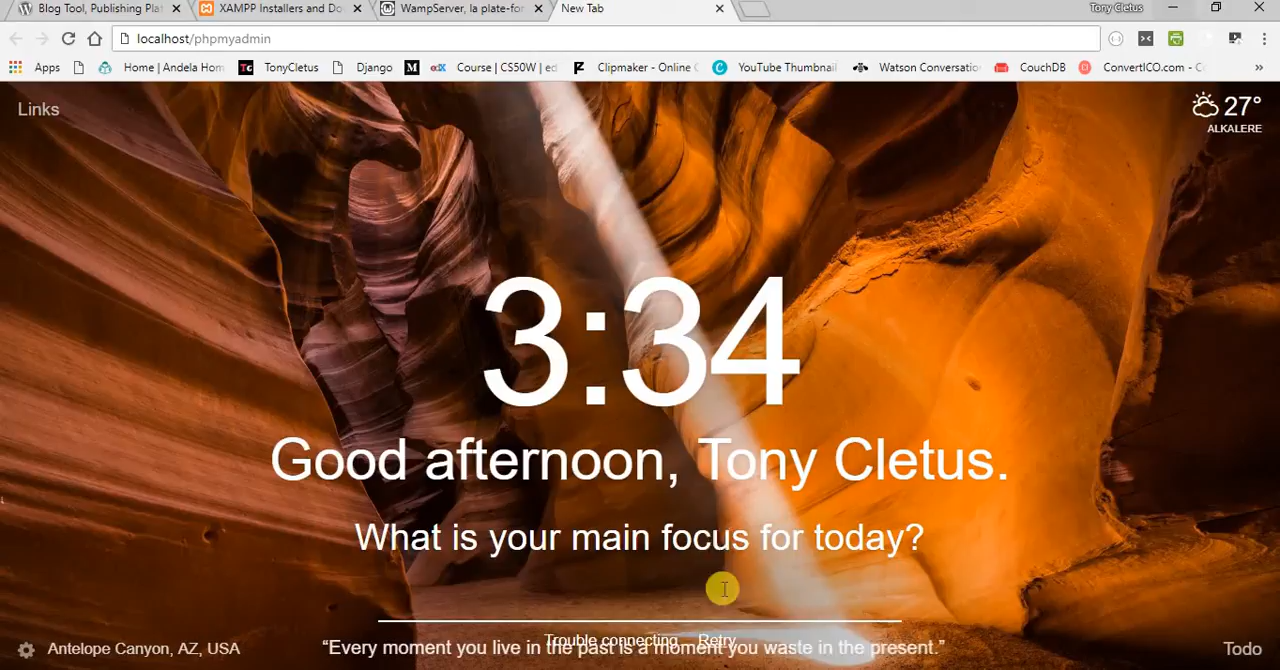 Blog Tool, Publishing Pla
XAMPP Installers and Do
WampServer, la plate-for
New Tab
Tony Cletus
localhost/phpmyadmin
Apps
Home | Andela Hom
Tc
TonyCletus
Django
M
edX
Course | CS50W | ed
Clipmaker - Online
YouTube Thumbnail
Watson Conversatio
CouchDB
ConvertICO.com - Co
»
Links
27°
ALKALERE
3:34
Good afternoon, Tony Cletus.
What is your main focus for today?
Trouble connecting... Retry
Antelope Canyon, AZ, USA
“Every moment you live in the past is a moment you waste in the present.”
Todo